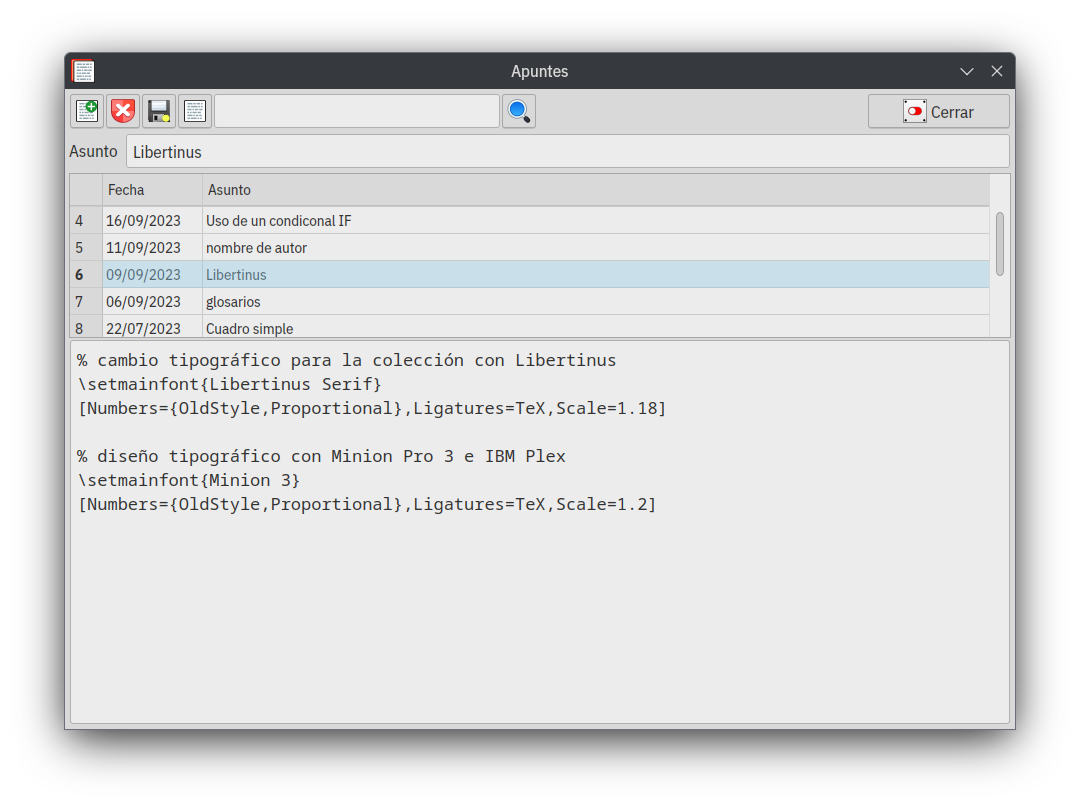 Apuntes
Cerrar
Asunto Libertinus
Fecha Asunto
4 16/09/2023 Uso de un condiconal IF
5 11/09/2023 nombre de autor
6 09/09/2023 Libertinus
7 06/09/2023 glosarios
8 22/07/2023 Cuadro simple
% cambio tipográfico para la colección con Libertinus
\setmainfont{Libertinus Serif}
[Numbers={OldStyle,Proportional},Ligatures=TeX,Scale=1.18]
% diseño tipográfico con Minion Pro 3 e IBM Plex
\setmainfont{Minion 3}
[Numbers={OldStyle,Proportional},Ligatures=TeX,Scale=1.2]